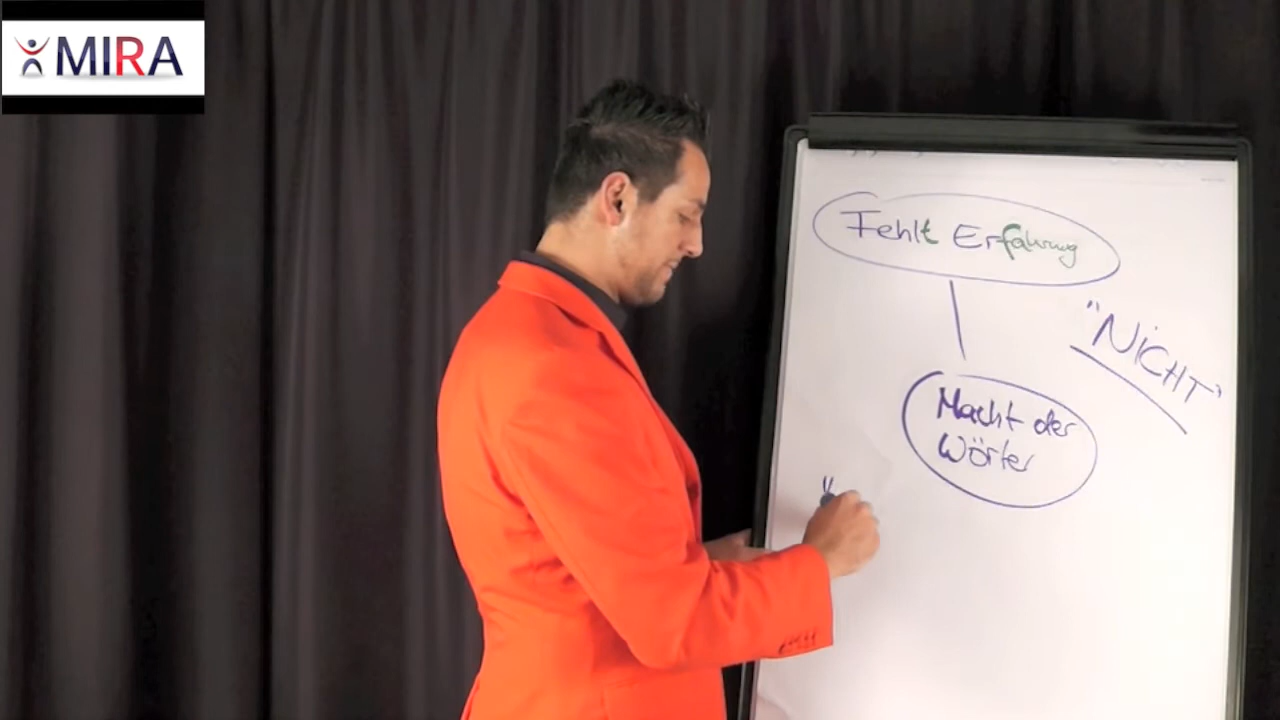 MIRA
Fehlt Erfahrung
"NiCHT"
Macht der
Wörter
"